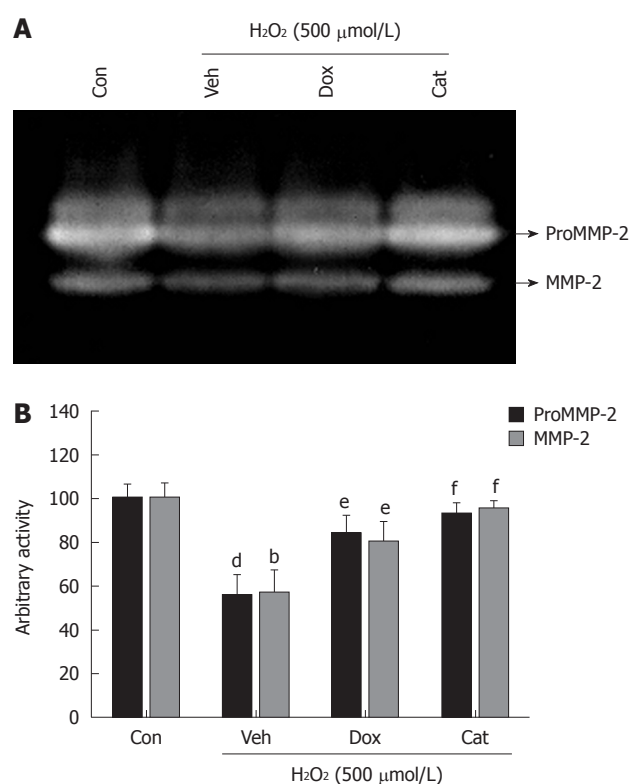 A
H₂O₂ (500 μmol/L)
Con Veh Dox Cat
ProMMP-2
MMP-2
B
140
120
100
80
60
40
20
0
Arbitrary activity
ProMMP-2
MMP-2
d b e e f f
Con Veh Dox Cat
H₂O₂ (500 μmol/L)